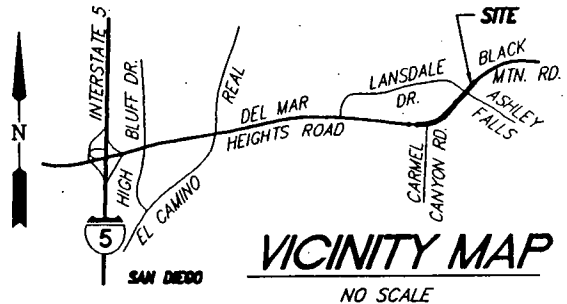 SITE
BLACK
MTN. RD.
LANSDALE
DR.
ASHLEY
FALLS
DEL MAR
HEIGHTS ROAD
CARMEL
CANYON RD.
REAL
EL CAMINO
HIGH BLUFF DR.
INTERSTATE 5
N
5
SAN DIEGO
VICINITY MAP
NO SCALE